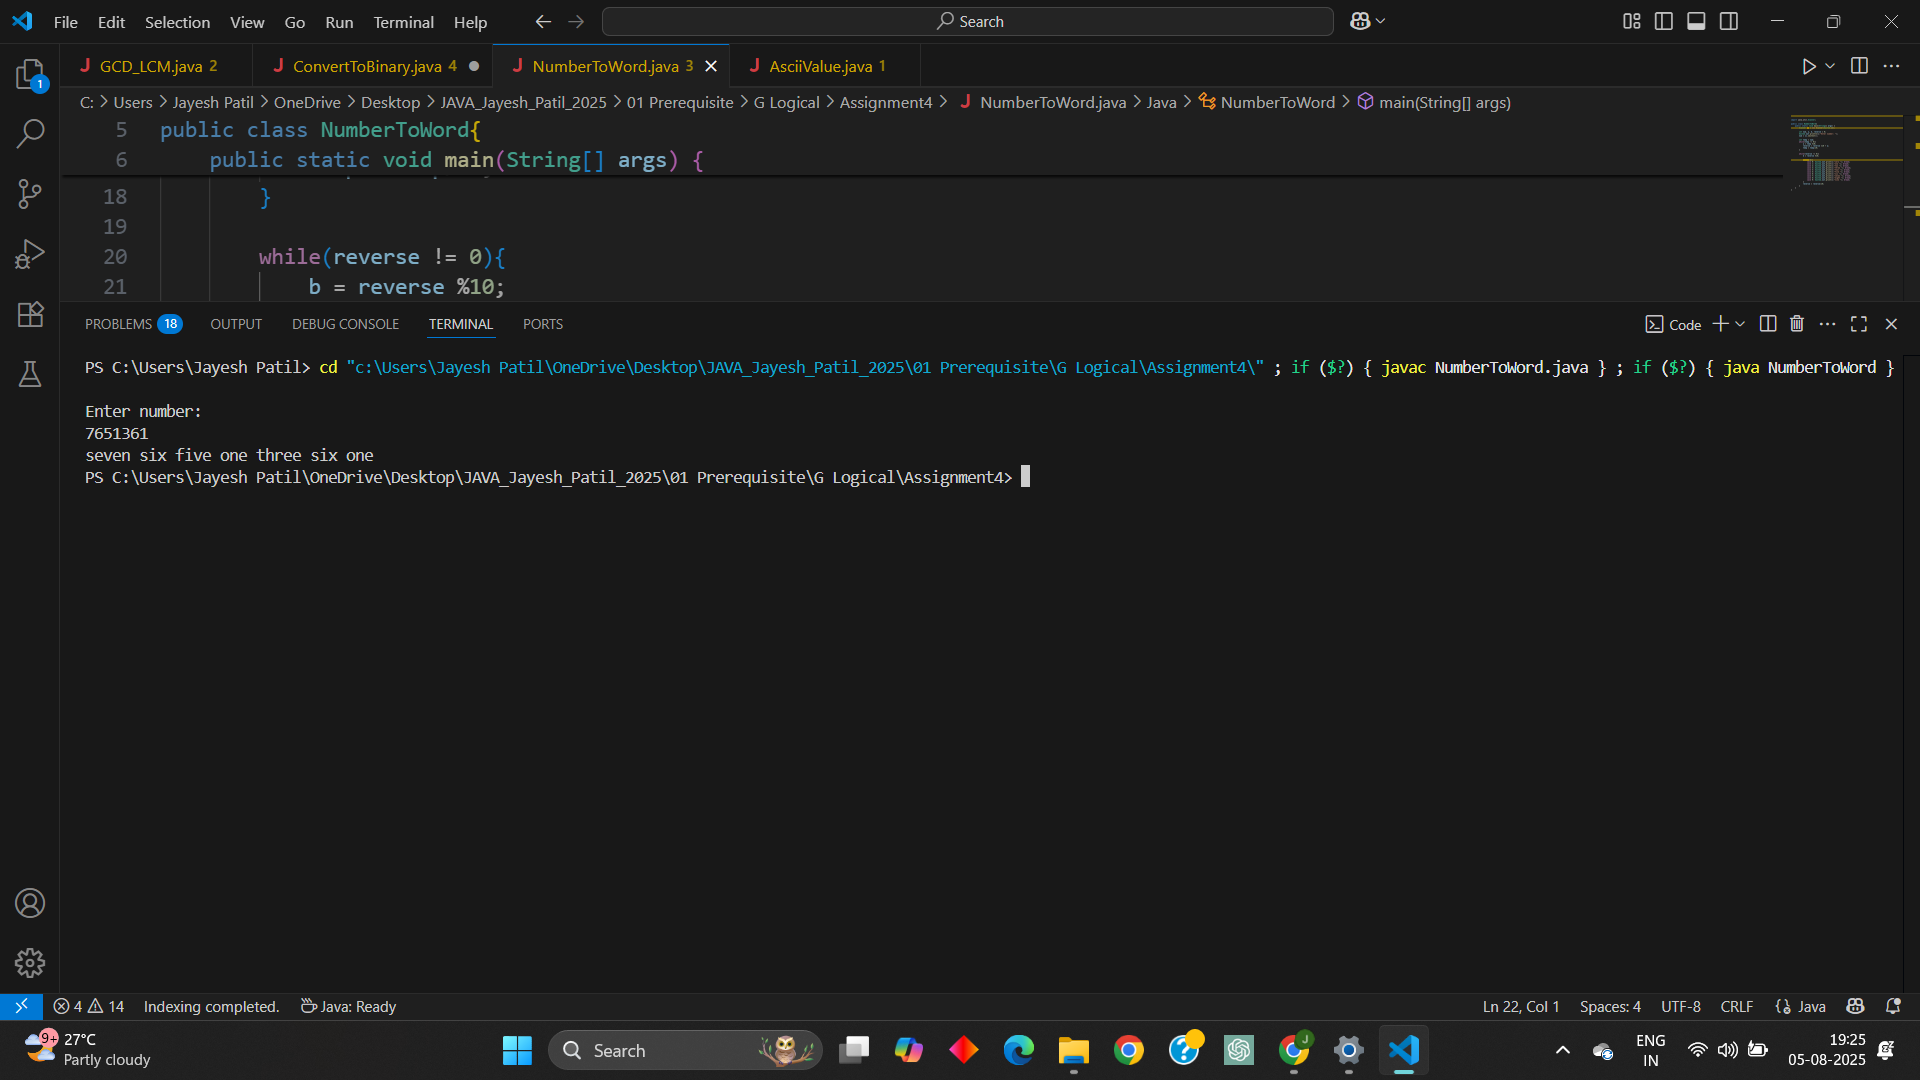 File Edit Selection View Go Run Terminal Help
Search
GCD_LCM.java 2 ConvertToBinary.java 4 NumberToWord.java 3 AsciiValue.java 1
C: > Users > Jayesh Patil > OneDrive > Desktop > JAVA_Jayesh_Patil_2025 > 01 Prerequisite > G Logical > Assignment4 > NumberToWord.java > Java > NumberToWord > main(String[] args)
5 public class NumberToWord{
6 public static void main(String[] args) {
18 }
19
20 while(reverse != 0){
21 b = reverse %10;
PROBLEMS 18 OUTPUT DEBUG CONSOLE TERMINAL PORTS
Code
PS C:\Users\Jayesh Patil> cd "c:\Users\Jayesh Patil\OneDrive\Desktop\JAVA_Jayesh_Patil_2025\01 Prerequisite\G Logical\Assignment4\" ; if ($?) { javac NumberToWord.java } ; if ($?) { java NumberToWord }
Enter number:
7651361
seven six five one three six one
PS C:\Users\Jayesh Patil\OneDrive\Desktop\JAVA_Jayesh_Patil_2025\01 Prerequisite\G Logical\Assignment4>
1
4 14 Indexing completed. Java: Ready
Ln 22, Col 1 Spaces: 4 UTF-8 CRLF Java
9+ 27°C
Partly cloudy
Search
J
ENG
IN
19:25
05-08-2025